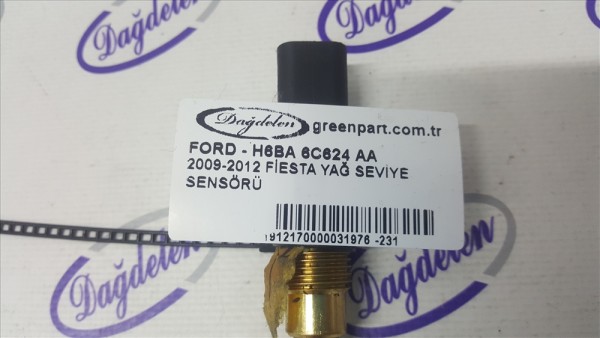 Dağdelen
Dağdelen
greenpart.com.tr
FORD - H6BA 6C624 AA
2009-2012 FİESTA YAĞ SEVİYE
SENSÖRÜ
1912170000031976 -231
Dağdelen
Dağdelen